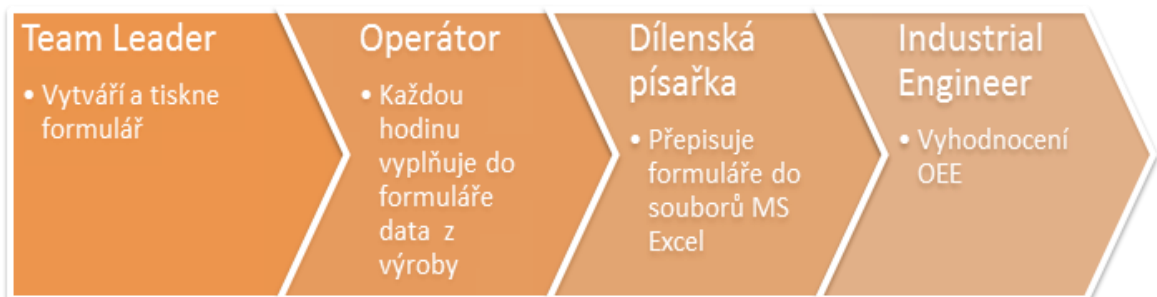 Team Leader
• Vytváří a tiskne
formulář
Operátor
• Každou
hodinu
vyplňuje do
formuláře
data z
výroby
Dílenská
písařka
• Přepisuje
formuláře do
souborů MS
Excel
Industrial
Engineer
• Vyhodnocení
OEE